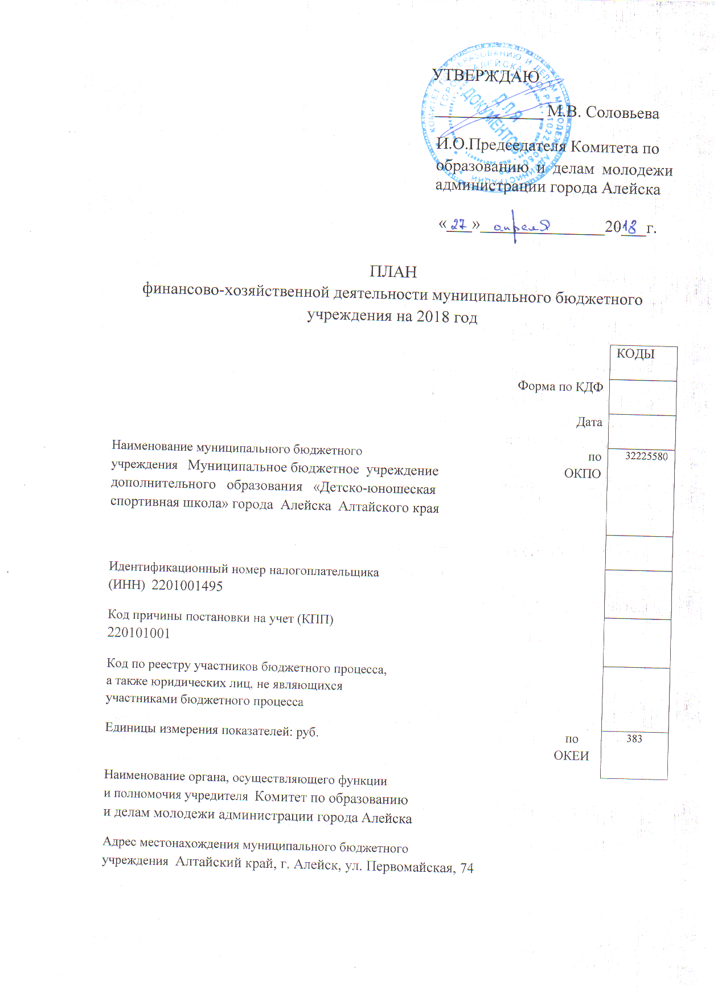 УТВЕРЖДАЮ
М.В. Соловьева
И.О.Председателя Комитета по
образованию и делам молодежи
администрации города Алейска
«27» апреля 2018 г.
ДЛЯ
ДОКУМЕНТОВ
ПЛАН
финансово-хозяйственной деятельности муниципального бюджетного
учреждения на 2018 год
КОДЫ
Форма по КДФ
Дата
Наименование муниципального бюджетного
учреждения Муниципальное бюджетное учреждение
дополнительного образования «Детско-юношеская
спортивная школа» города Алейска Алтайского края
по 32225580
ОКПО
Идентификационный номер налогоплательщика
(ИНН) 2201001495
Код причины постановки на учет (КПП)
220101001
Код по реестру участников бюджетного процесса,
а также юридических лиц, не являющихся
участниками бюджетного процесса
Единицы измерения показателей: руб.
по 383
ОКЕИ
Наименование органа, осуществляющего функции
и полномочия учредителя Комитет по образованию
и делам молодежи администрации города Алейска
Адрес местонахождения муниципального бюджетного
учреждения Алтайский край, г. Алейск, ул. Первомайская, 74